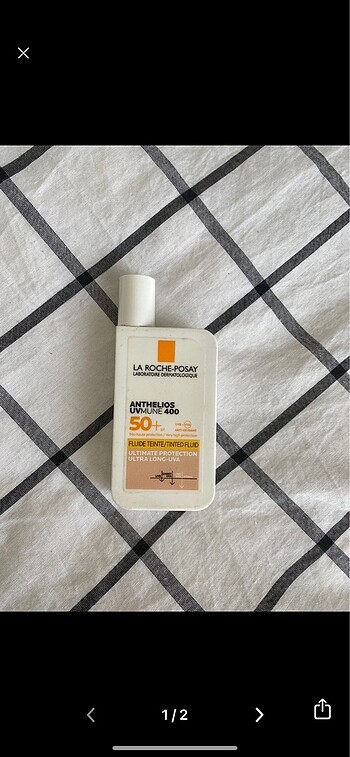 LA ROCHE-POSAY
LABORATOIRE DERMATOLOGIQUE
ANTHELIOS
UVMUNE 400
50+
FLUIDE TEINTÉ/TINTED FLUID
ULTIMATE PROTECTION
ULTRA LONG-UVA
1/2